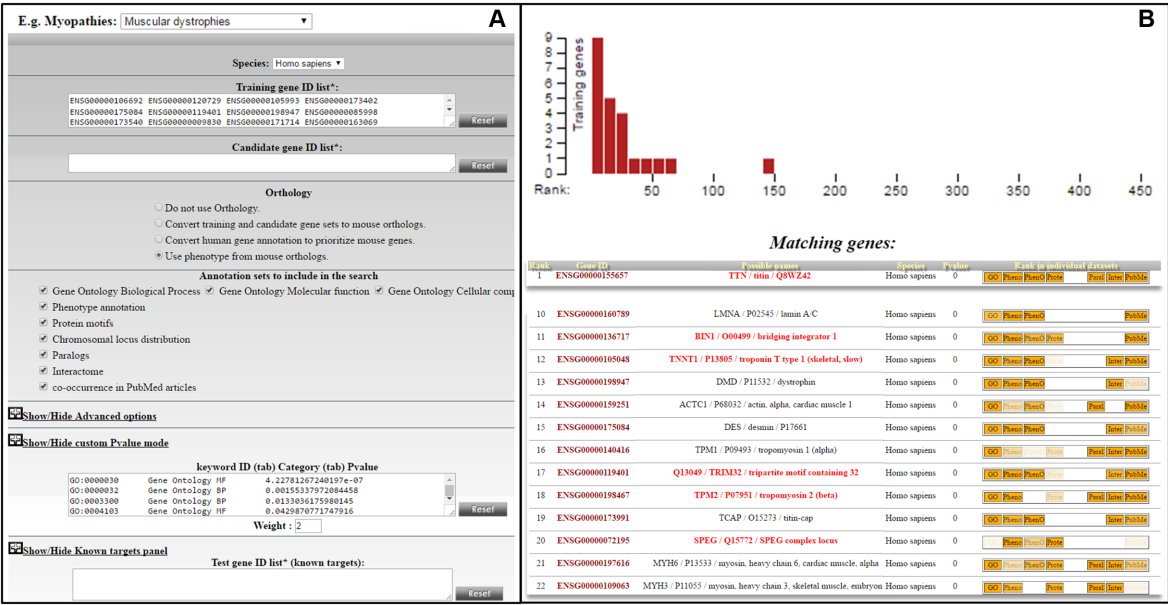 A
E.g. Myopathies: Muscular dystrophies
Species: Homo sapiens
Training gene ID list*:
ENSG00000106692 ENSG00000120729 ENSG00000105993 ENSG00000173402
ENSG00000175084 ENSG00000119401 ENSG00000198947 ENSG00000085998
ENSG00000173540 ENSG00000009830 ENSG00000171714 ENSG00000163069
Reset
Candidate gene ID list*:
Reset
Orthology
Do not use Orthology.
Convert training and candidate gene sets to mouse orthologs.
Convert human gene annotation to prioritize mouse genes.
Use phenotype from mouse orthologs.
Annotation sets to include in the search
Gene Ontology Biological Process Gene Ontology Molecular function Gene Ontology Cellular comp
Phenotype annotation
Protein motifs
Chromosomal locus distribution
Paralogs
Interactome
co-occurrence in PubMed articles
Show/Hide Advanced options
Show/Hide custom Pvalue mode
keyword ID (tab) Category (tab) Pvalue
GO:0000030 Gene Ontology MF 4.22781267240197e-07
GO:0000032 Gene Ontology BP 0.00155337972084458
GO:0003300 Gene Ontology BP 0.0133036175980145
GO:0004103 Gene Ontology MF 0.0429870771747916
Reset
Weight : 2
Show/Hide Known targets panel
Test gene ID list* (known targets):
Reset
B
Training genes
9
8
7
6
5
4
3
2
1
0
Rank: 50 100 150 200 250 300 350 400 450
Matching genes:
Rank Gene ID Possible names Species Pvalue Rank in individual datasets
1 ENSG00000155657 TTN / titin / Q8WZ42 Homo sapiens 0 GO Pheno PhenO Prote Paral Inter PubMe
10 ENSG00000160789 LMNA / P02545 / lamin A/C Homo sapiens 0 GO Pheno PhenO PubMe
11 ENSG00000136717 BIN1 / O00499 / bridging integrator 1 Homo sapiens 0 GO Pheno PhenO Prote PubMe
12 ENSG00000105048 TNNT1 / P13805 / troponin T type 1 (skeletal, slow) Homo sapiens 0 GO Pheno PhenO Inter PubMe
13 ENSG00000198947 DMD / P11532 / dystrophin Homo sapiens 0 GO Pheno PhenO Inter
14 ENSG00000159251 ACTC1 / P68032 / actin, alpha, cardiac muscle 1 Homo sapiens 0 GO Pheno PhenO Paral PubMe
15 ENSG00000175084 DES / desmin / P17661 Homo sapiens 0 GO Pheno PhenO Inter PubMe
16 ENSG00000140416 TPM1 / P09493 / tropomyosin 1 (alpha) Homo sapiens 0 GO Prote Paral Inter PubMe
17 ENSG00000119401 Q13049 / TRIM32 / tripartite motif containing 32 Homo sapiens 0 GO Pheno PhenO Inter PubMe
18 ENSG00000198467 TPM2 / P07951 / tropomyosin 2 (beta) Homo sapiens 0 GO Pheno Prote Paral Inter PubMe
19 ENSG00000173991 TCAP / O15273 / titin-cap Homo sapiens 0 GO Pheno PhenO Inter PubMe
20 ENSG00000072195 SPEG / Q15772 / SPEG complex locus Homo sapiens 0 Pheno PhenO Prote
21 ENSG00000197616 MYH6 / P13533 / myosin, heavy chain 6, cardiac muscle, alpha Homo sapiens 0 GO Pheno PhenO Prote Paral Inter PubMe
22 ENSG00000109063 MYH3 / P11055 / myosin, heavy chain 3, skeletal muscle, embryon Homo sapiens 0 GO Pheno Prote Paral Inter